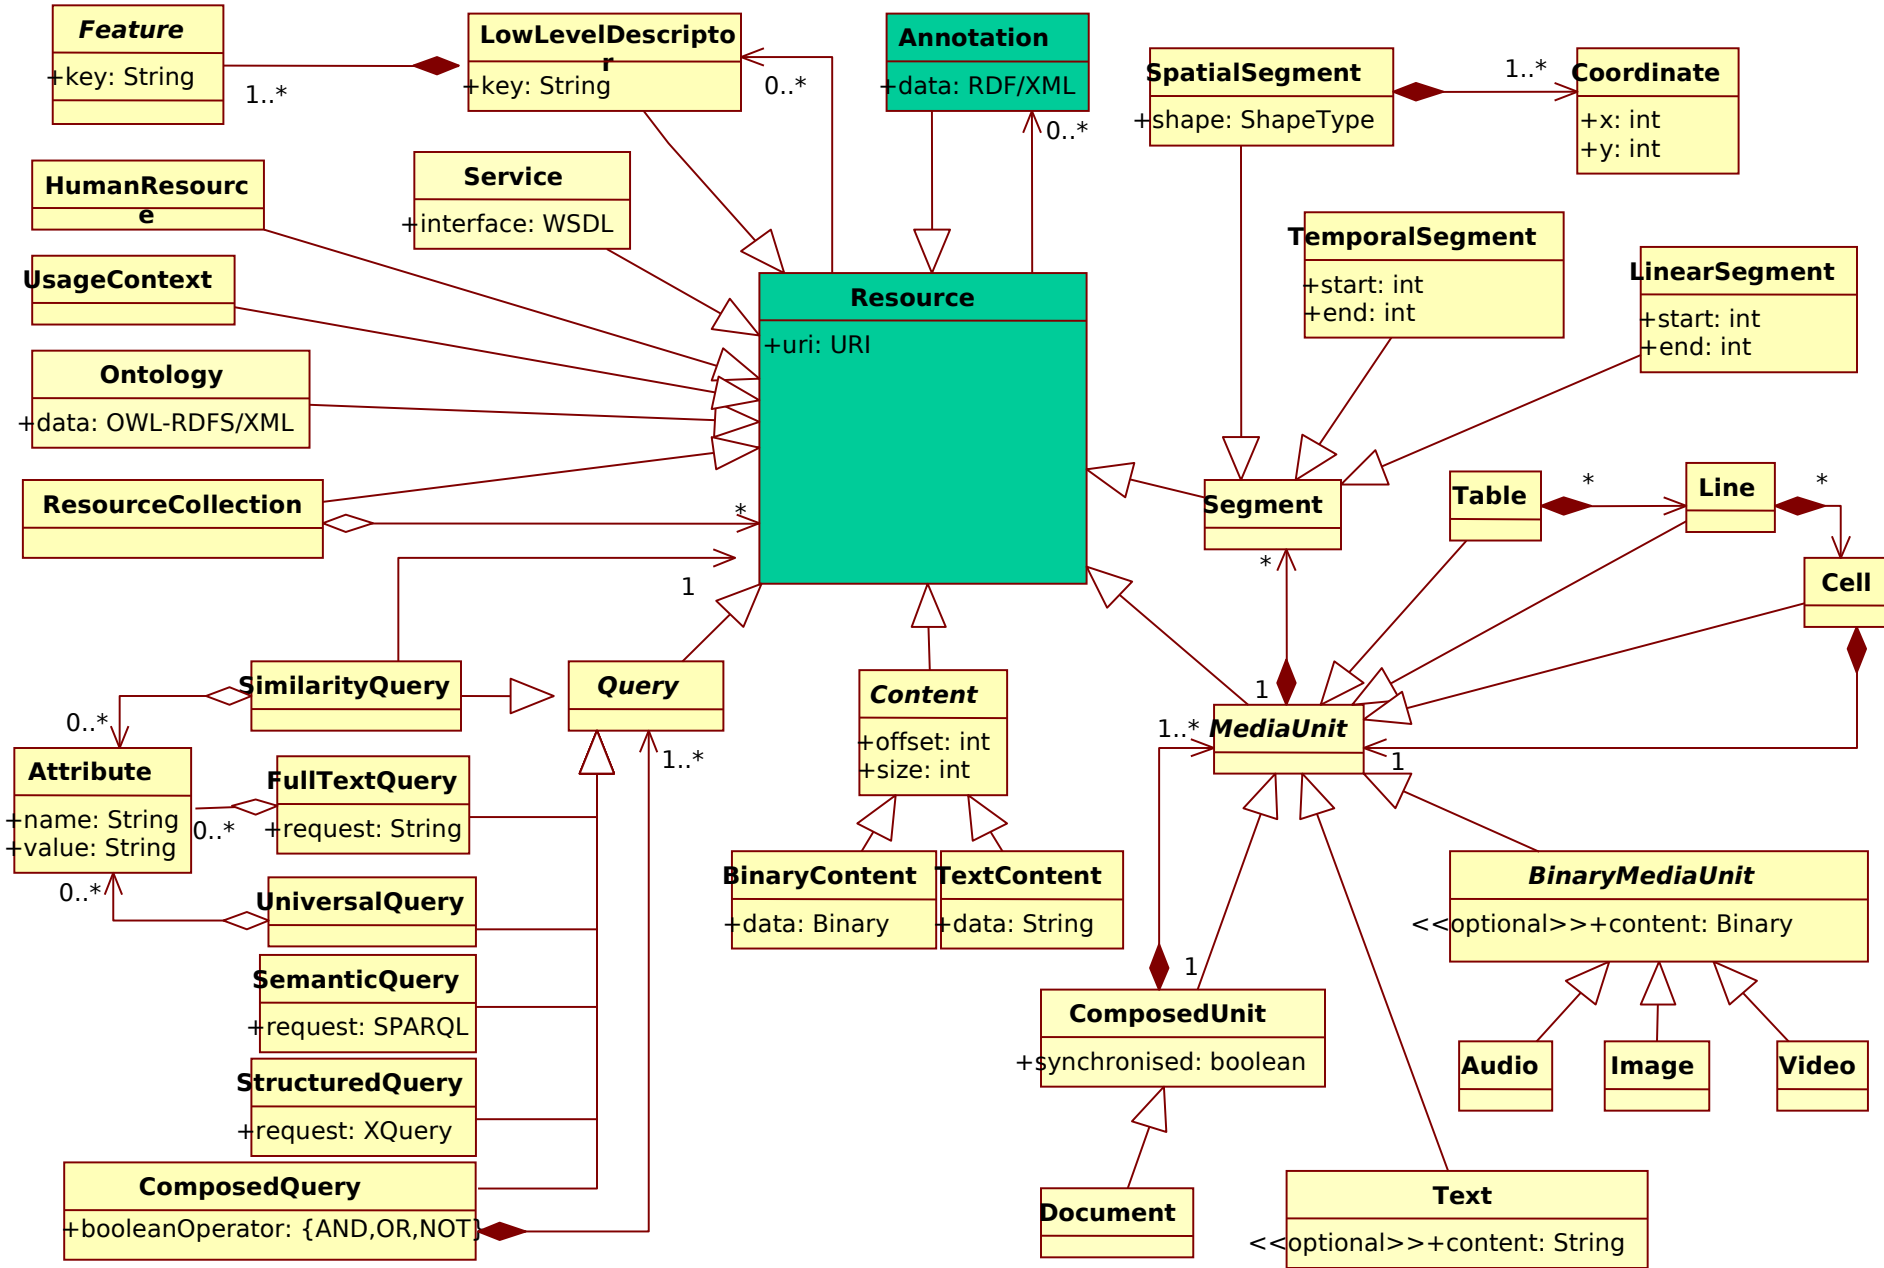 Feature
+key: String
1..*
LowLevelDescripto
r
+key: String
0..*
Annotation
+data: RDF/XML
0..*
SpatialSegment
+shape: ShapeType
1..*
Coordinate
+x: int
+y: int
HumanResourc
e
Service
+interface: WSDL
UsageContext
TemporalSegment
+start: int
+end: int
LinearSegment
+start: int
+end: int
Resource
+uri: URI
Ontology
+data: OWL-RDFS/XML
ResourceCollection
*
1
Segment
*
Table
*
Line
*
Cell
SimilarityQuery
0..*
Query
1..*
Content
+offset: int
+size: int
1
1..*
MediaUnit
1
Attribute
+name: String
+value: String
0..*
0..*
FullTextQuery
+request: String
UniversalQuery
BinaryContent
+data: Binary
TextContent
+data: String
BinaryMediaUnit
<<optional>>+content: Binary
SemanticQuery
+request: SPARQL
1
ComposedUnit
+synchronised: boolean
Audio
Image
Video
StructuredQuery
+request: XQuery
ComposedQuery
+booleanOperator: {AND,OR,NOT}
Document
Text
<<optional>>+content: String